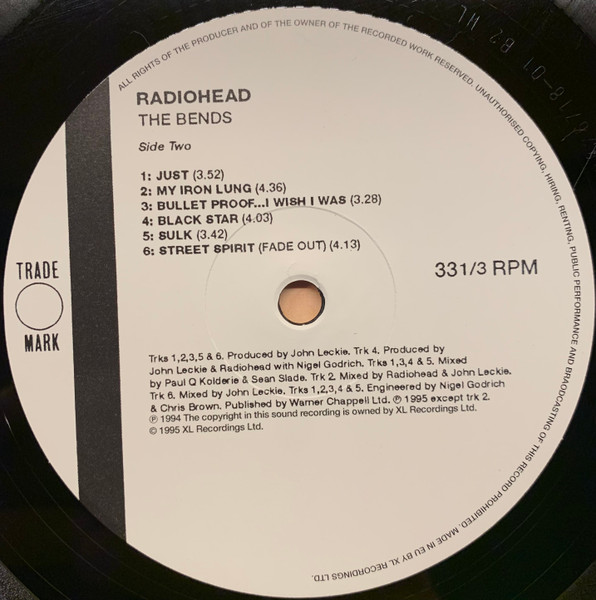 ALL RIGHTS OF THE PRODUCER AND OF THE OWNER OF THE RECORDED WORK RESERVED. UNAUTHORISED COPYING, HIRING, RENTING, PUBLIC PERFORMANCE AND BRAODCASTING OF THIS RECORD PROHIBITED. MADE IN EU BY XL RECORDINGS LTD.
RADIOHEAD
THE BENDS
Side Two
1: JUST (3.52)
2: MY IRON LUNG (4.36)
3: BULLET PROOF...I WISH I WAS (3.28)
4: BLACK STAR (4.03)
5: SULK (3.42)
6: STREET SPIRIT (FADE OUT) (4.13)
TRADE
MARK
331/3 RPM
Trks 1,2,3,5 & 6. Produced by John Leckie. Trk 4. Produced by
John Leckie & Radiohead with Nigel Godrich. Trks 1,3,4 & 5. Mixed
by Paul Q Kolderie & Sean Slade. Trk 2. Mixed by Radiohead & John Leckie.
Trk 6. Mixed by John Leckie. Trks 1,2,3,4 & 5. Engineered by Nigel Godrich
& Chris Brown. Published by Warner Chappell Ltd. ℗ 1995 except trk 2.
℗ 1994 The copyright in this sound recording is owned by XL Recordings Ltd.
© 1995 XL Recordings Ltd.